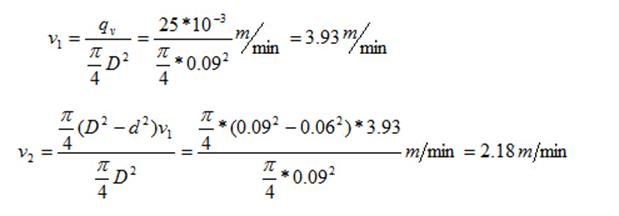 v₁ = q_v / (π/4 D²) = 25*10⁻³ / (π/4 *0.09²) m/min = 3.93 m/min
v₂ = π/4 (D² − d²)v₁ / (π/4 D²) = π/4 *(0.09² − 0.06²)*3.93 / (π/4 *0.09²) m/min = 2.18 m/min